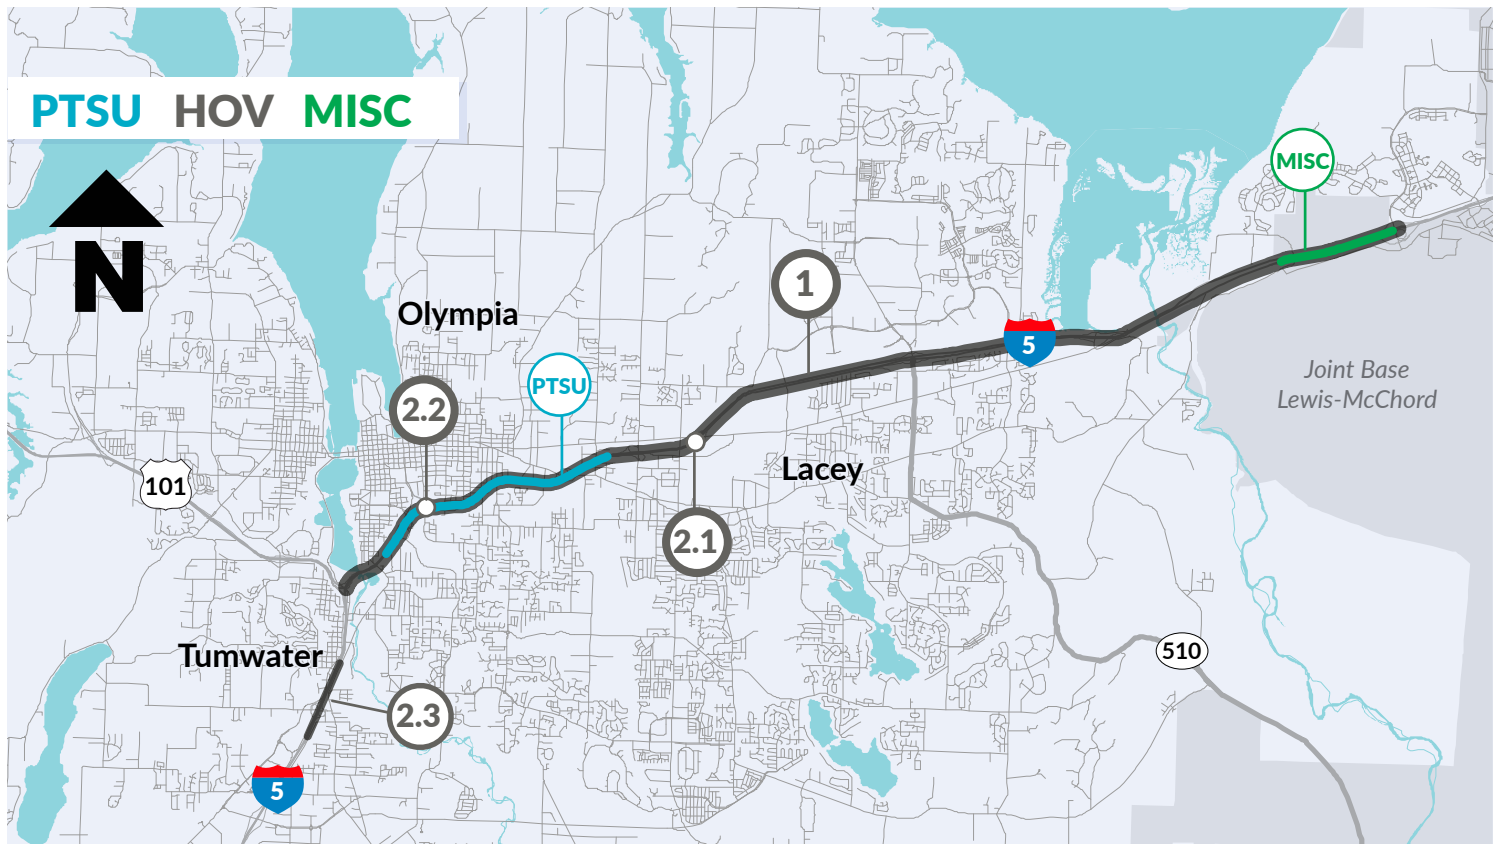 PTSU HOV MISC
N
MISC
1
Olympia
5
PTSU
Joint Base
Lewis-McChord
2.2
Lacey
101
2.1
510
Tumwater
2.3
5